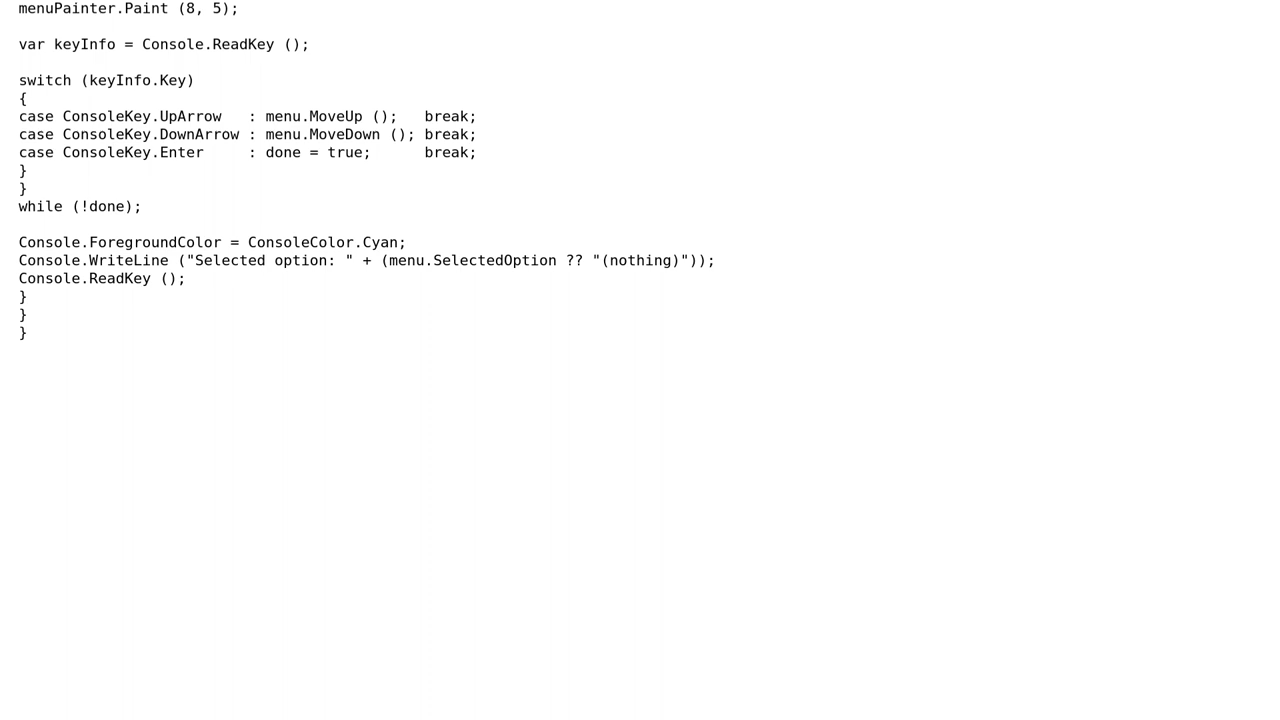 menuPainter.Paint (8, 5);

var keyInfo = Console.ReadKey ();

switch (keyInfo.Key)
{
case ConsoleKey.UpArrow   : menu.MoveUp ();   break;
case ConsoleKey.DownArrow : menu.MoveDown (); break;
case ConsoleKey.Enter     : done = true;      break;
}
}
while (!done);

Console.ForegroundColor = ConsoleColor.Cyan;
Console.WriteLine ("Selected option: " + (menu.SelectedOption ?? "(nothing)"));
Console.ReadKey ();
}
}
}